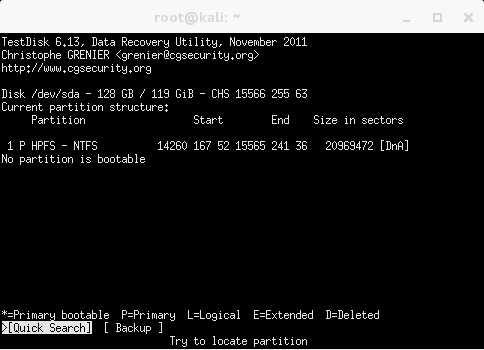 root@kali: ~
TestDisk 6.13, Data Recovery Utility, November 2011
Christophe GRENIER <grenier@cgsecurity.org>
http://www.cgsecurity.org
Disk /dev/sda - 128 GB / 119 GiB - CHS 15566 255 63
Current partition structure:
Partition Start End Size in sectors
1 P HPFS - NTFS 14260 167 52 15565 241 36 20969472 [DnA]
No partition is bootable
*=Primary bootable P=Primary L=Logical E=Extended D=Deleted
>[Quick Search] [ Backup ]
Try to locate partition